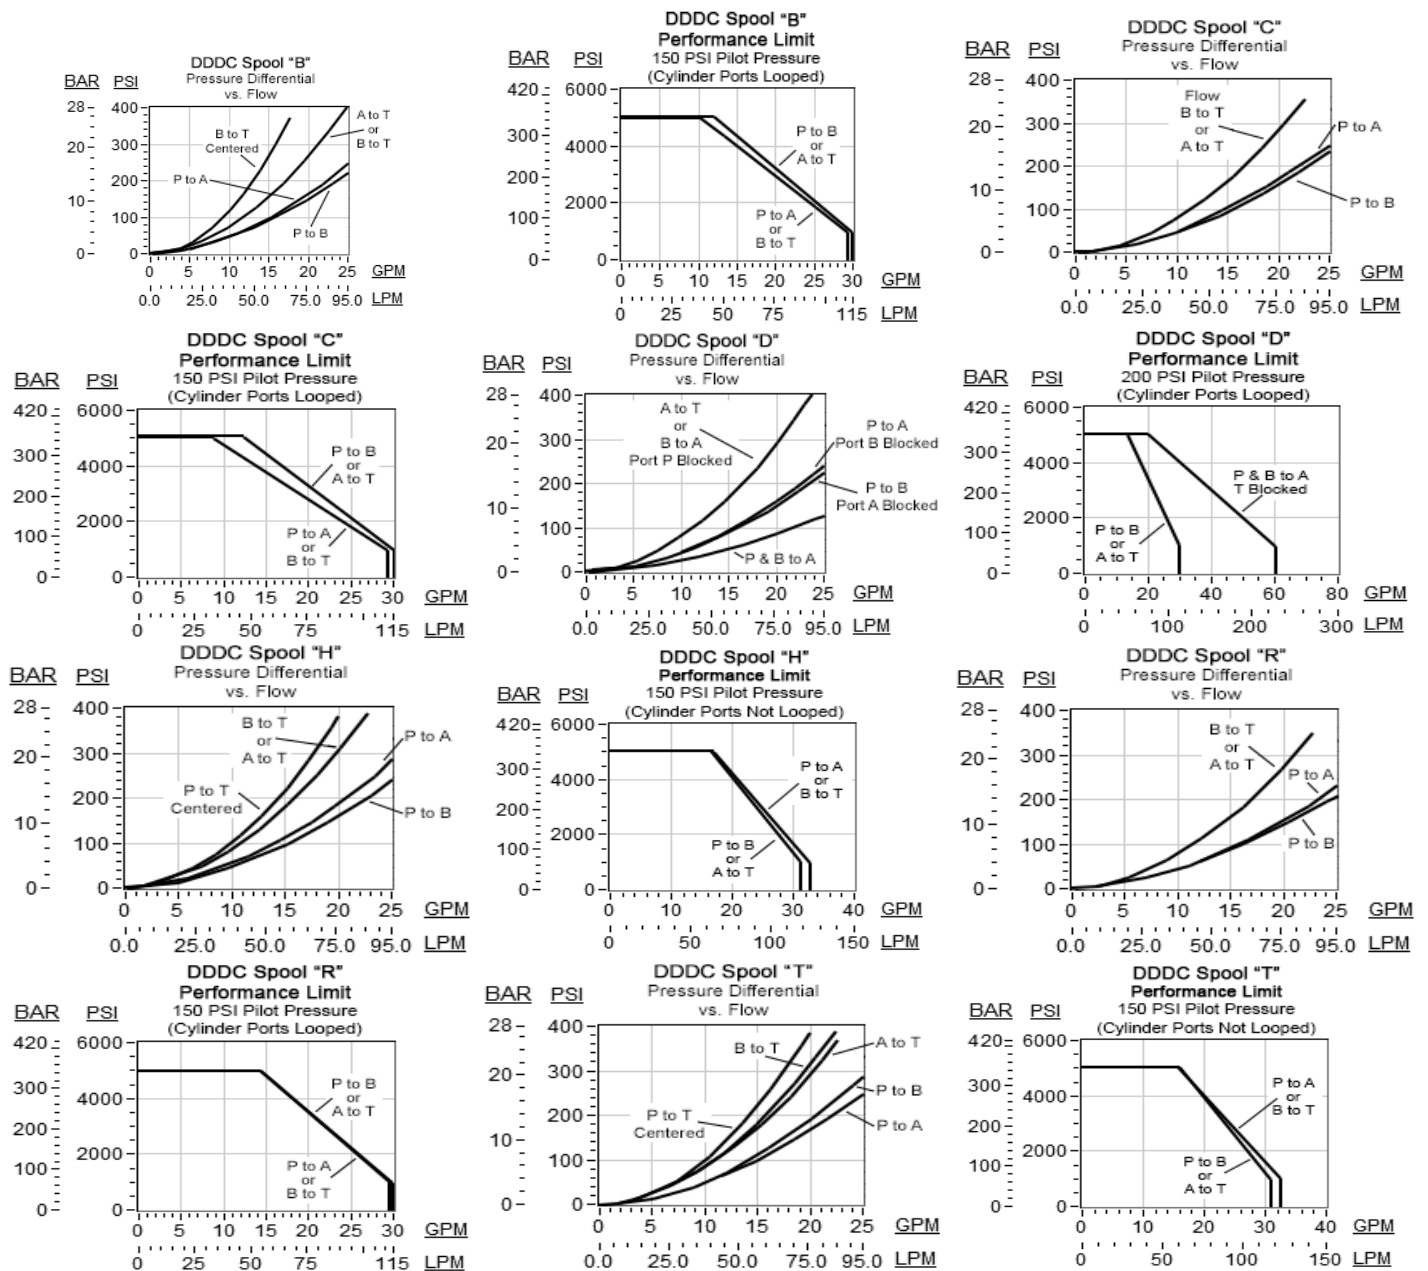 DDDC Spool “B”
Pressure Differential
vs. Flow
BAR PSI
28 400
20 300
200
10 100
0 0
B to T
Centered
A to T
or
B to T
P to A
P to B
0 5 10 15 20 25 GPM
0.0 25.0 50.0 75.0 95.0 LPM
DDDC Spool “B”
Performance Limit
150 PSI Pilot Pressure
(Cylinder Ports Looped)
BAR PSI
420 6000
300 4000
200 2000
100
0 0
P to B
or
A to T
P to A
or
B to T
0 5 10 15 20 25 30 GPM
0 25 50 75 115 LPM
DDDC Spool “C”
Pressure Differential
vs. Flow
BAR PSI
28 400
20 300
200
10 100
0 0
Flow
B to T
or
A to T
P to A
P to B
0 5 10 15 20 25 GPM
0.0 25.0 50.0 75.0 95.0 LPM
DDDC Spool “C”
Performance Limit
150 PSI Pilot Pressure
(Cylinder Ports Looped)
BAR PSI
420 6000
300 4000
200 2000
100
0 0
P to B
or
A to T
P to A
or
B to T
0 5 10 15 20 25 30 GPM
0 25 50 75 115 LPM
DDDC Spool “D”
Pressure Differential
vs. Flow
BAR PSI
28 400
20 300
200
10 100
0 0
A to T
or
B to A
Port P Blocked
P to A
Port B Blocked
P to B
Port A Blocked
P & B to A
0 5 10 15 20 25 GPM
0.0 25.0 50.0 75.0 95.0 LPM
DDDC Spool “D”
Performance Limit
200 PSI Pilot Pressure
(Cylinder Ports Looped)
BAR PSI
420 6000
300 4000
200 2000
100
0 0
P & B to A
T Blocked
P to B
or
A to T
0 20 40 60 80 GPM
0 100 200 300 LPM
DDDC Spool “H”
Pressure Differential
vs. Flow
BAR PSI
28 400
20 300
200
10 100
0 0
B to T
or
A to T
P to A
P to T
Centered
P to B
0 5 10 15 20 25 GPM
0.0 25.0 50.0 75.0 95.0 LPM
DDDC Spool “H”
Performance Limit
150 PSI Pilot Pressure
(Cylinder Ports Not Looped)
BAR PSI
420 6000
300 4000
200 2000
100
0 0
P to A
or
B to T
P to B
or
A to T
0 20 30 40 GPM
0 50 100 150 LPM
DDDC Spool “R”
Pressure Differential
vs. Flow
BAR PSI
28 400
20 300
200
10 100
0 0
B to T
or
A to T
P to A
P to B
0 5 10 15 20 25 GPM
0.0 25.0 50.0 75.0 95.0 LPM
DDDC Spool “R”
Performance Limit
150 PSI Pilot Pressure
(Cylinder Ports Looped)
BAR PSI
420 6000
300 4000
200 2000
100
0 0
P to B
or
A to T
P to A
or
B to T
0 5 10 15 20 25 30 GPM
0 25 50 75 115 LPM
DDDC Spool “T”
Pressure Differential
vs. Flow
BAR PSI
28 400
20 300
200
10 100
0 0
B to T
A to T
P to B
P to T
Centered
P to A
0 5 10 15 20 25 GPM
0.0 25.0 50.0 75.0 95.0 LPM
DDDC Spool “T”
Performance Limit
150 PSI Pilot Pressure
(Cylinder Ports Not Looped)
BAR PSI
420 6000
300 4000
200 2000
100
0 0
P to A
or
B to T
P to B
or
A to T
0 20 30 40 GPM
0 50 100 150 LPM